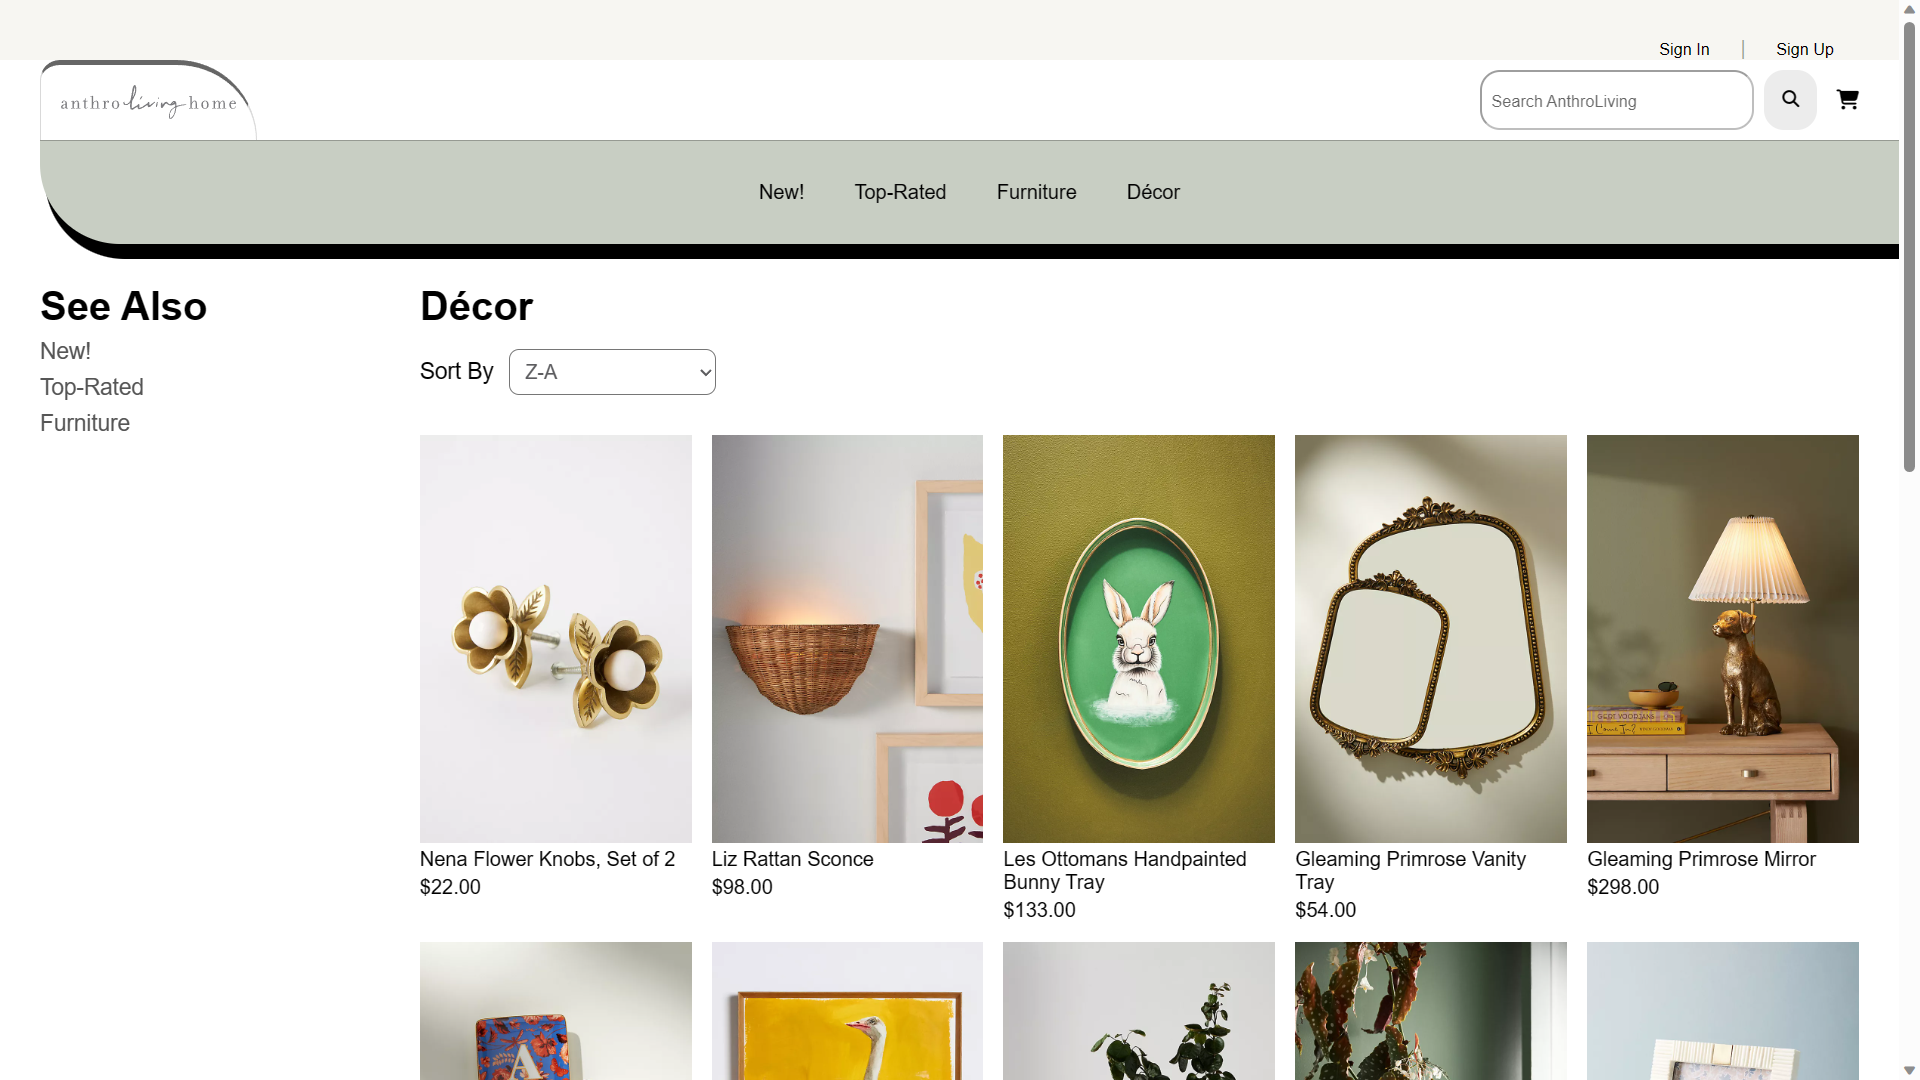 Sign In
Sign Up
anthro living home
Search AnthroLiving
New!
Top-Rated
Furniture
Décor
See Also
New!
Top-Rated
Furniture
Décor
Sort By
Z-A
Nena Flower Knobs, Set of 2
$22.00
Liz Rattan Sconce
$98.00
Les Ottomans Handpainted
Bunny Tray
$133.00
Gleaming Primrose Vanity
Tray
$54.00
Gleaming Primrose Mirror
$298.00
A